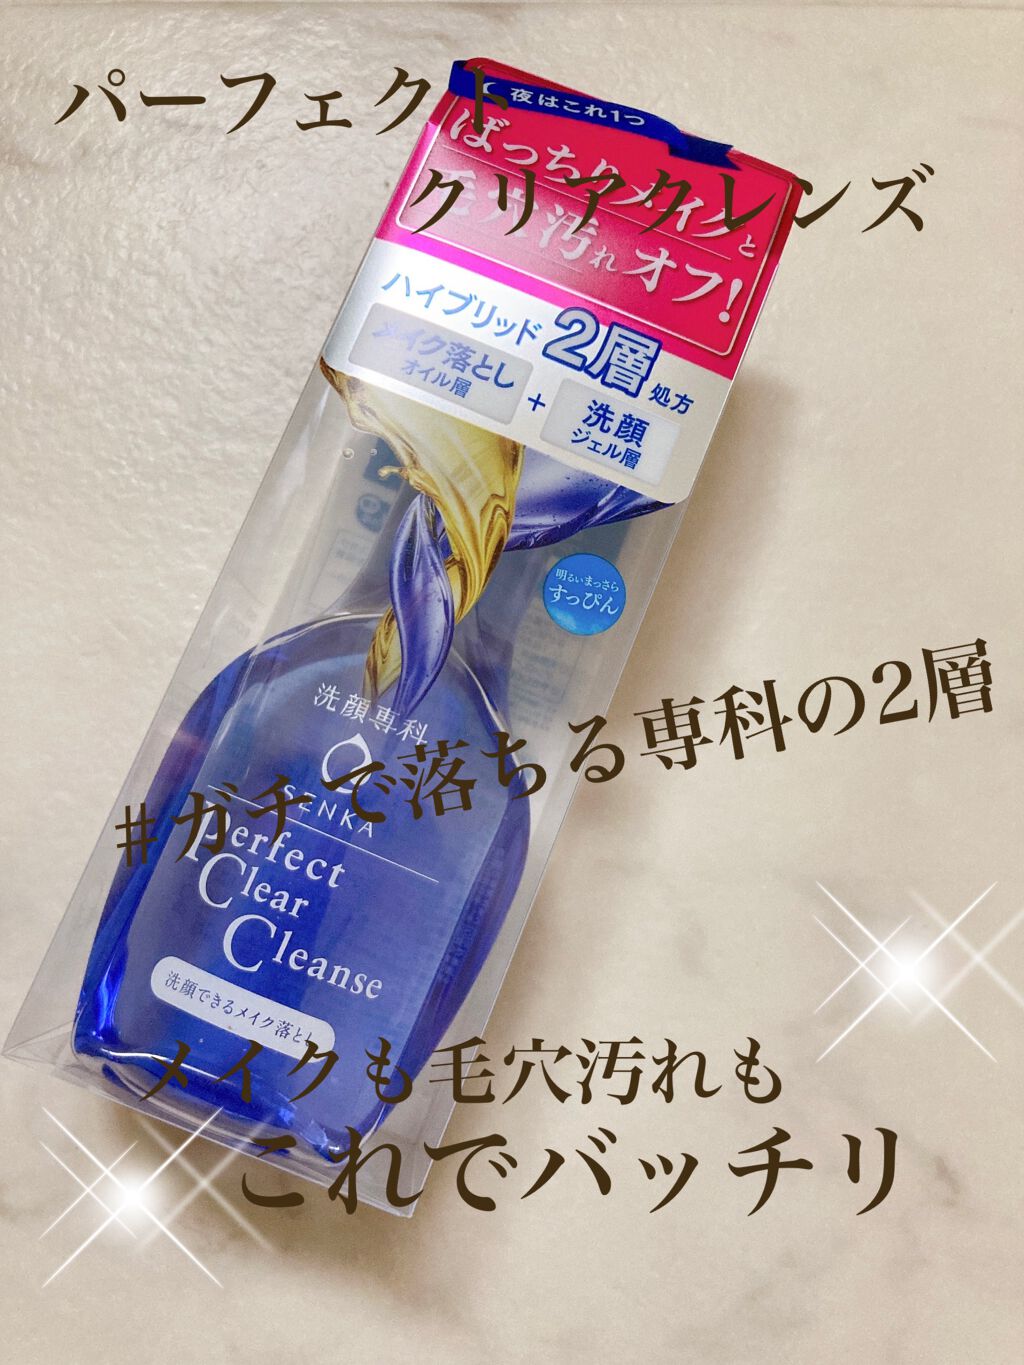 パーフェクト
クリアクレンズ
夜はこれ1つ
ばっちりメイクと
毛穴汚れオフ!
ハイブリッド2層処方
メイク落とし
オイル層
+
洗顔
ジェル層
明るいまっさら
すっぴん
#ガチで落ちる専科の2層
洗顔専科
SENKA
Perfect
Clear
Cleanse
洗顔できるメイク落とし
メイクも毛穴汚れも
これでバッチリ